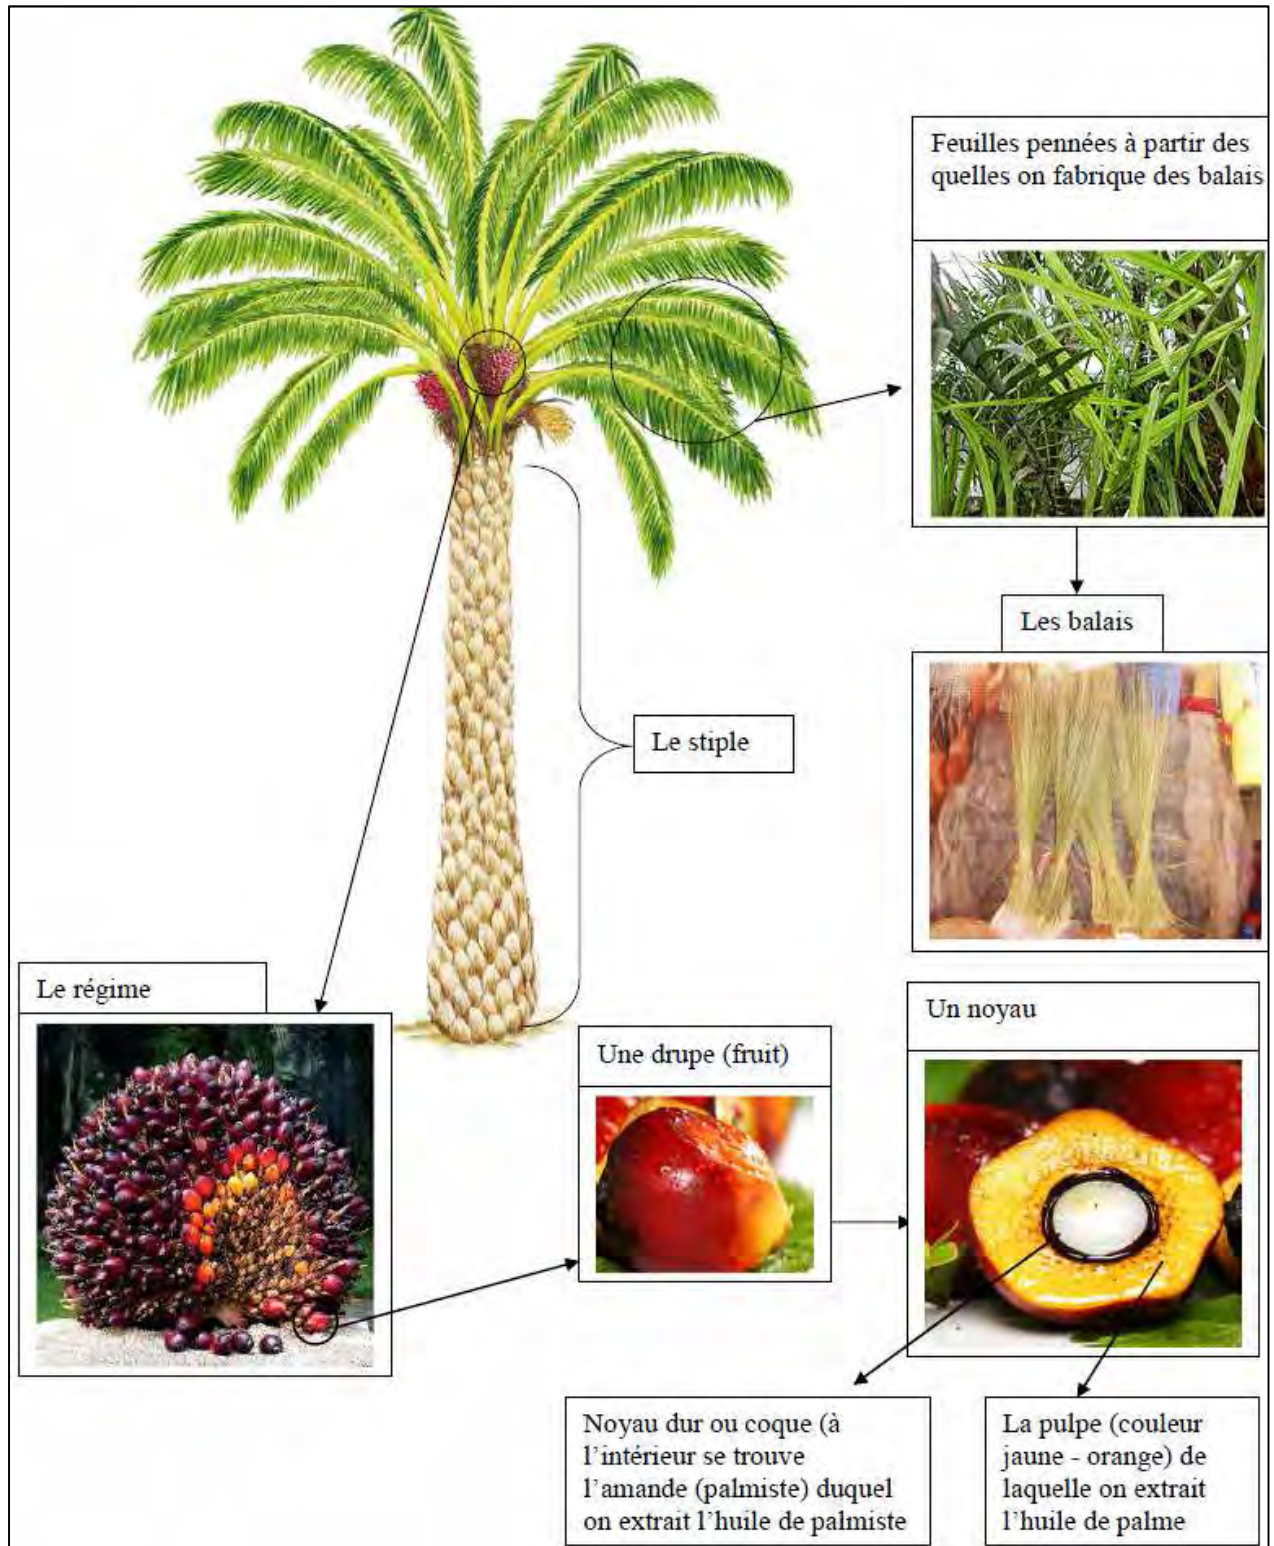 Feuilles pennées à partir des
quelles on fabrique des balais
Les balais
Le stiple
Le régime
Une drupe (fruit)
Un noyau
Noyau dur ou coque (à
l’intérieur se trouve
l’amande (palmiste) duquel
on extrait l’huile de palmiste
La pulpe (couleur
jaune - orange) de
laquelle on extrait
l’huile de palme